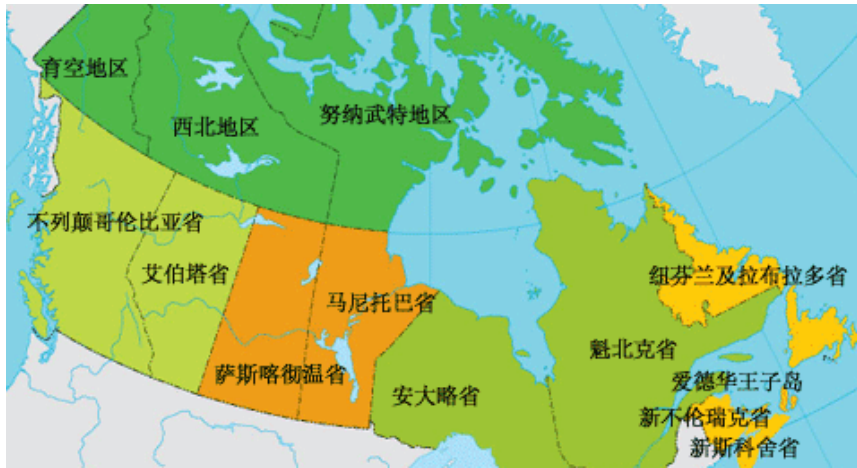 育空地区
西北地区
努纳武特地区
不列颠哥伦比亚省
艾伯塔省
纽芬兰及拉布拉多省
马尼托巴省
魁北克省
萨斯喀彻温省
爱德华王子岛
安大略省
新不伦瑞克省
新斯科舍省